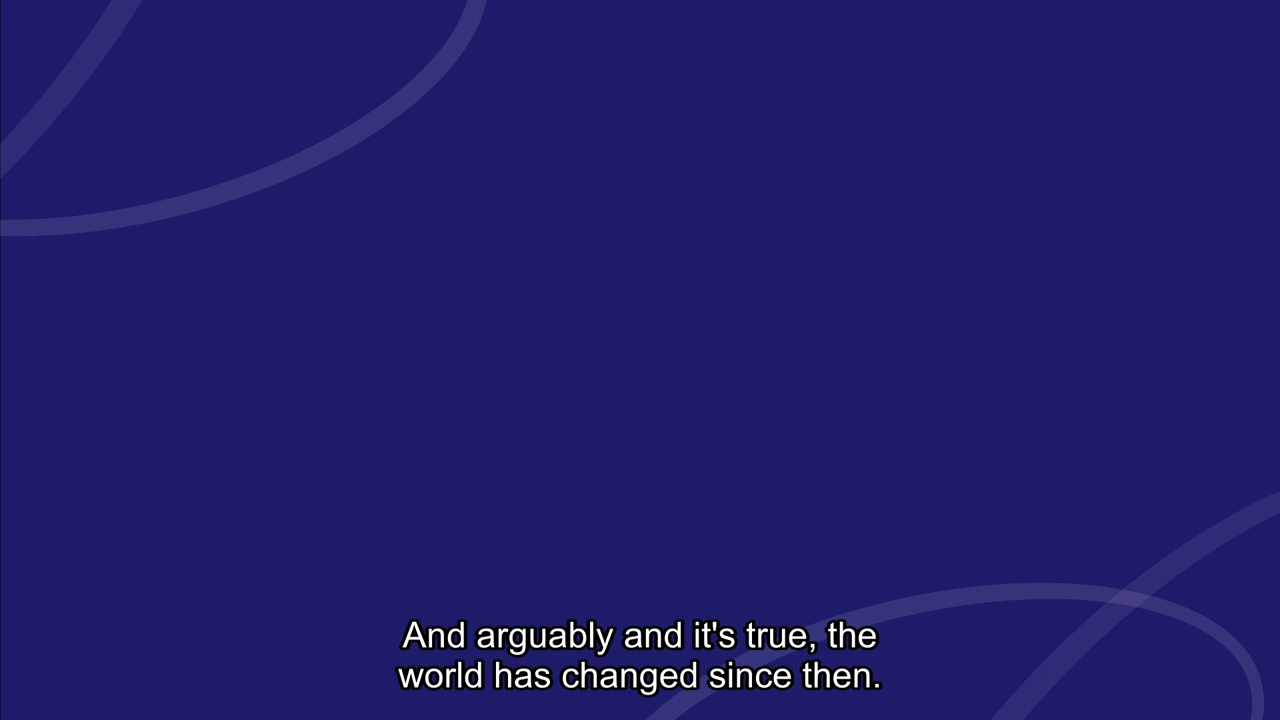 And arguably and it's true, the
world has changed since then.